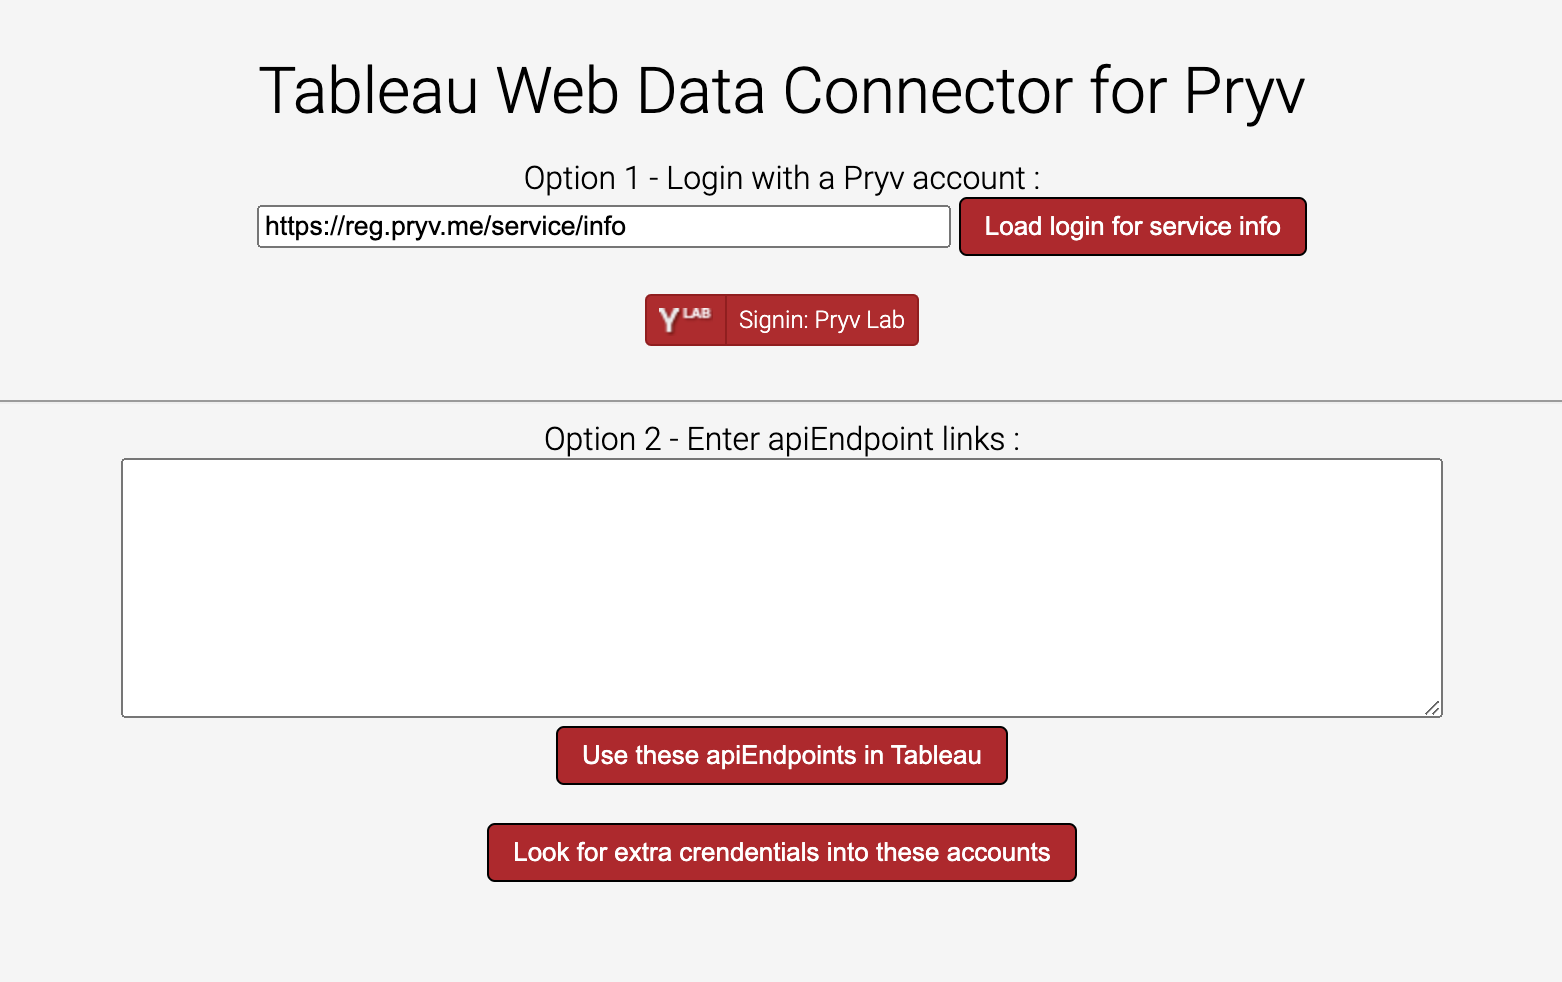 Tableau Web Data Connector for Pryv
Option 1 - Login with a Pryv account :
https://reg.pryv.me/service/info
Load login for service info
Y LAB
Signin: Pryv Lab
Option 2 - Enter apiEndpoint links :
Use these apiEndpoints in Tableau
Look for extra crendentials into these accounts